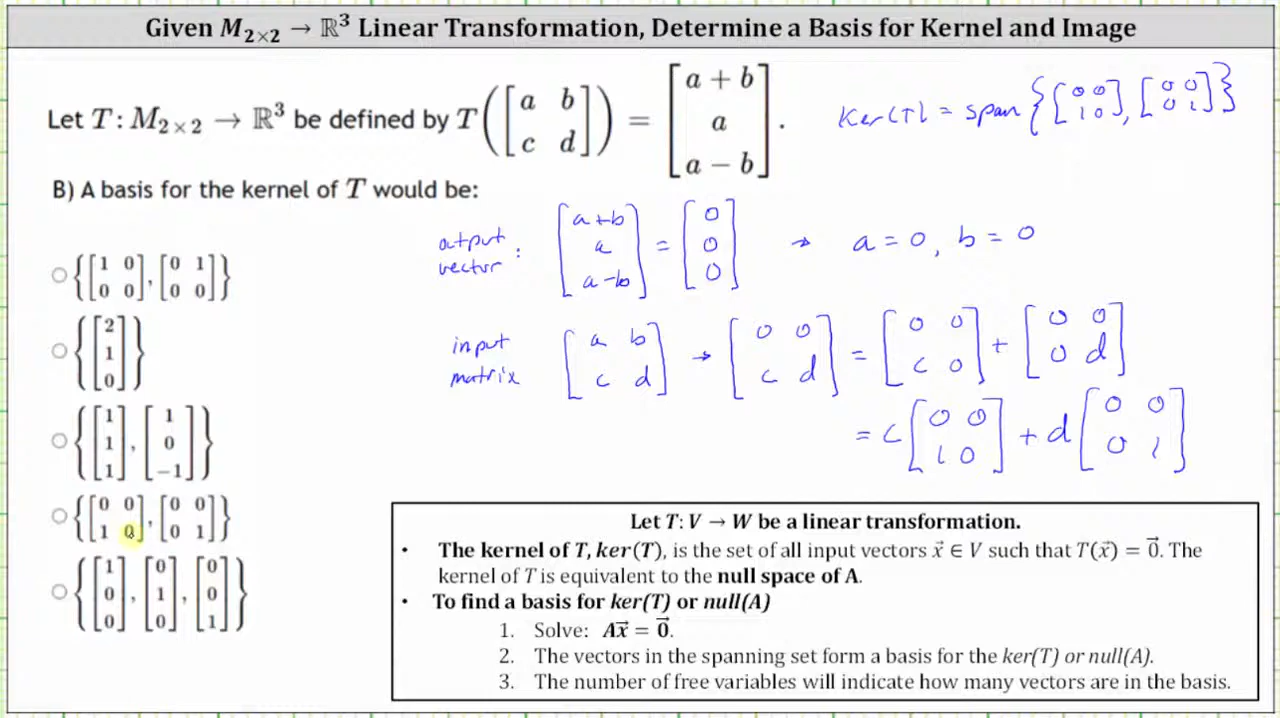 Given M₂ₓ₂ → ℝ³ Linear Transformation, Determine a Basis for Kernel and Image
Let T : M₂ₓ₂ → ℝ³ be defined by T([a b; c d]) = [a + b; a; a − b].
Ker(T) = span {[0 0; 1 0], [0 0; 0 1]}
B) A basis for the kernel of T would be:
{[1 0; 0 0], [0 1; 0 0]}
{[2; 1; 0]}
{[1; 1; 1], [1; 0; −1]}
{[0 0; 1 0], [0 0; 0 1]}
{[1; 0; 0], [0; 1; 0], [0; 0; 1]}
output vector : [a+b; a; a-b] = [0; 0; 0] → a = 0, b = 0
input matrix [a b; c d] → [0 0; c d] = [0 0; c 0] + [0 0; 0 d]
= c[0 0; 1 0] + d[0 0; 0 1]
Let T: V → W be a linear transformation.
• The kernel of T, ker(T), is the set of all input vectors x⃗ ∈ V such that T(x⃗) = 0⃗. The
kernel of T is equivalent to the null space of A.
• To find a basis for ker(T) or null(A)
1. Solve: Ax⃗ = 0⃗.
2. The vectors in the spanning set form a basis for the ker(T) or null(A).
3. The number of free variables will indicate how many vectors are in the basis.